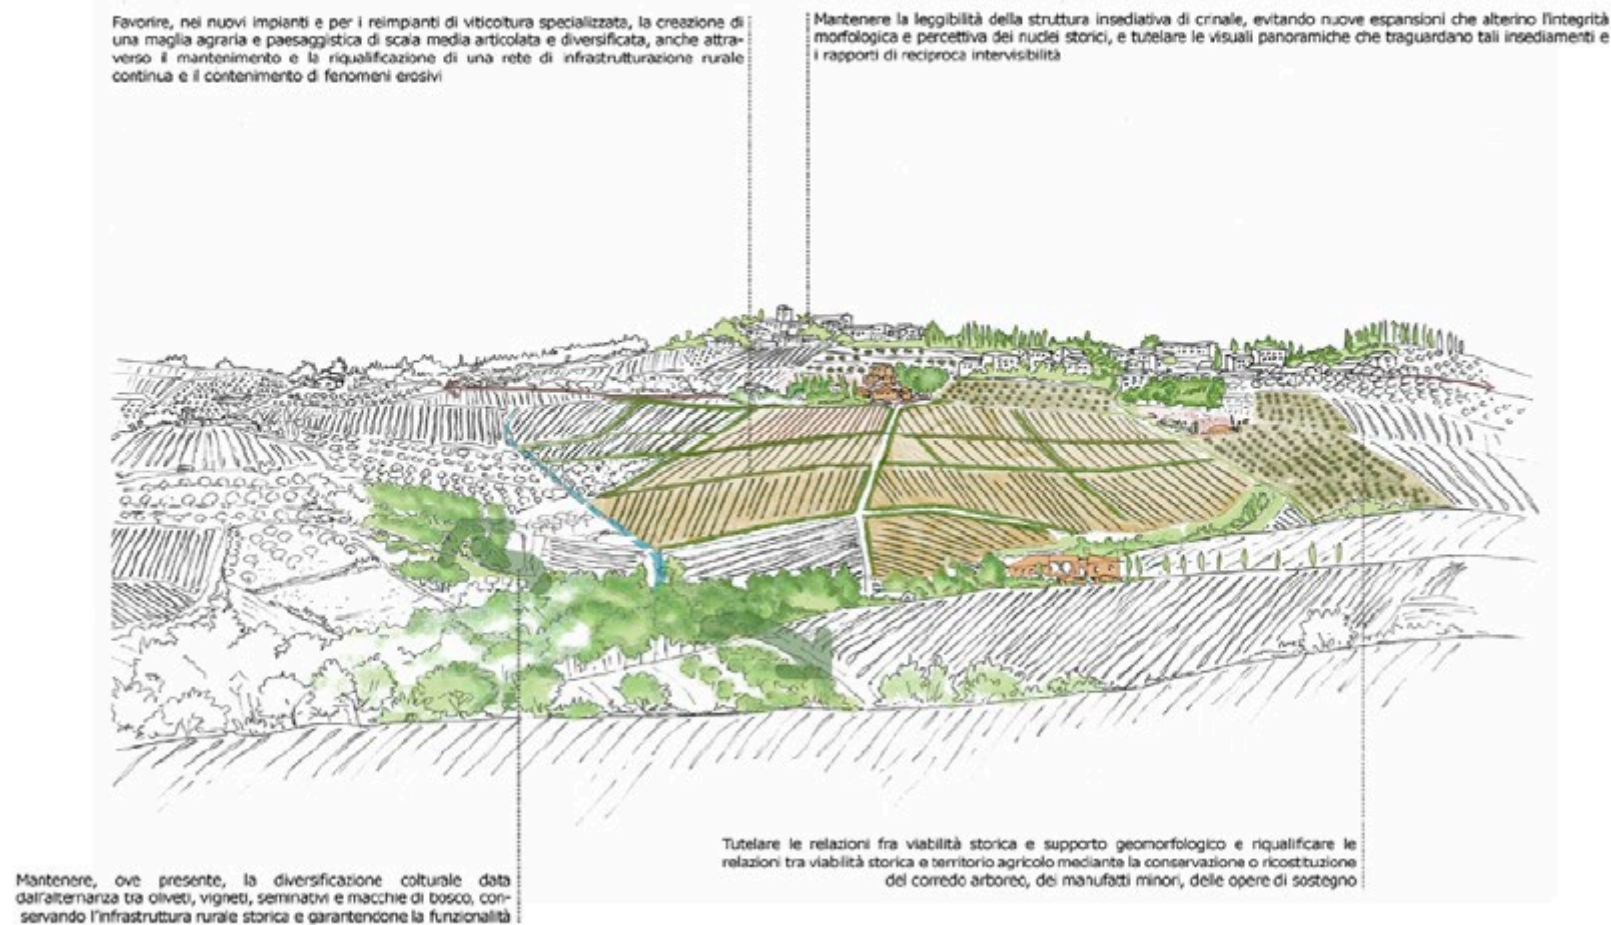 Favorire, nei nuovi impianti e per i reimpianti di viticoltura specializzata, la creazione di
una maglia agraria e paesaggistica di scala media articolata e diversificata, anche attra-
verso il mantenimento e la riqualificazione di una rete di infrastrutturazione rurale
continua e il contenimento di fenomeni erosivi
Mantenere la leggibilità della struttura insediativa di crinale, evitando nuove espansioni che alterino l'integrità
morfologica e percettiva dei nuclei storici, e tutelare le visuali panoramiche che traguardano tali insediamenti e
i rapporti di reciproca intervisibilità
Tutelare le relazioni fra viabilità storica e supporto geomorfologico e riqualificare le
relazioni tra viabilità storica e territorio agricolo mediante la conservazione o ricostituzione
del corredo arboreo, dei manufatti minori, delle opere di sostegno
Mantenere, ove presente, la diversificazione colturale data
dall'alternanza tra oliveti, vigneti, seminativi e macchie di bosco, con-
servando l'infrastruttura rurale storica e garantendone la funzionalità